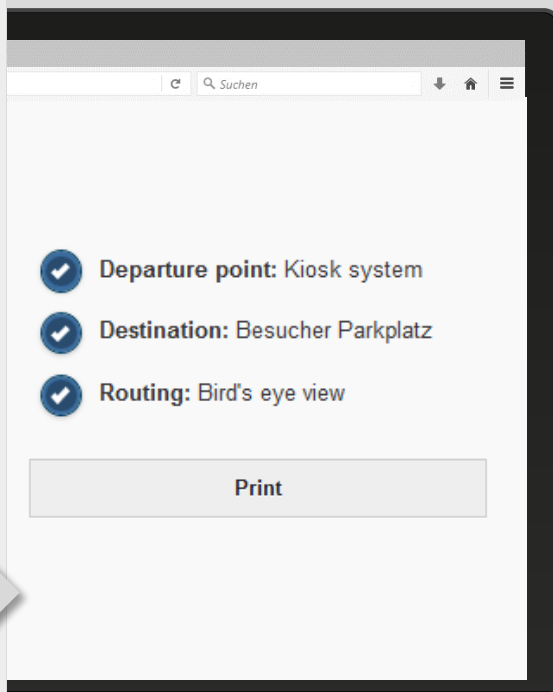 Suchen
Departure point: Kiosk system
Destination: Besucher Parkplatz
Routing: Bird's eye view
Print